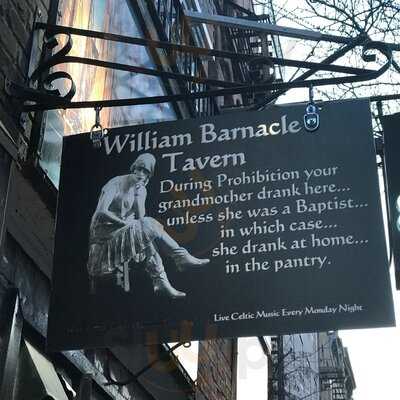 William Barnacle
Tavern
During Prohibition your
grandmother drank here...
unless she was a Baptist...
in which case...
she drank at home...
in the pantry.
Live Celtic Music Every Monday Night